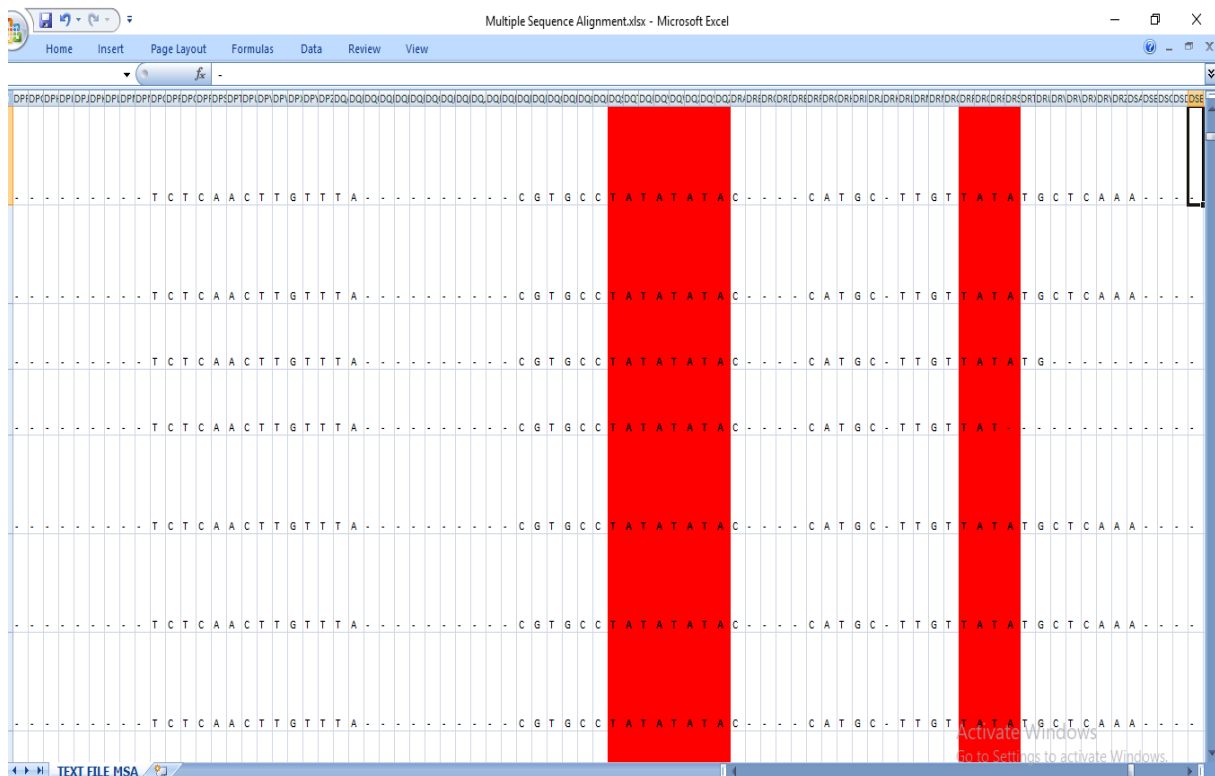 Multiple Sequence Alignment.xlsx - Microsoft Excel
Home Insert Page Layout Formulas Data Review View
fx -
- - - - - - - - - T C T C A A C T T G T T T A - - - - - - - - - - C G T G C C T A T A T A T A C - - - - C A T G C - T T G T T A T A T G C T C A A A - - - -
- - - - - - - - - T C T C A A C T T G T T T A - - - - - - - - - - C G T G C C T A T A T A T A C - - - - C A T G C - T T G T T A T A T G C T C A A A - - - -
- - - - - - - - - T C T C A A C T T G T T T A - - - - - - - - - - C G T G C C T A T A T A T A C - - - - C A T G C - T T G T T A T A T G - - - - - - - - - -
- - - - - - - - - T C T C A A C T T G T T T A - - - - - - - - - - C G T G C C T A T A T A T A C - - - - C A T G C - T T G T T A T - - - - - - - - - - - - -
- - - - - - - - - T C T C A A C T T G T T T A - - - - - - - - - - C G T G C C T A T A T A T A C - - - - C A T G C - T T G T T A T A T G C T C A A A - - - -
- - - - - - - - - T C T C A A C T T G T T T A - - - - - - - - - - C G T G C C T A T A T A T A C - - - - C A T G C - T T G T T A T A T G C T C A A A - - - -
- - - - - - - - - T C T C A A C T T G T T T A - - - - - - - - - - C G T G C C T A T A T A T A C - - - - C A T G C - T T G T T A T A T G C T C A A A - - - -
Activate Windows
Go to Settings to activate Windows.
TEXT FILE MSA